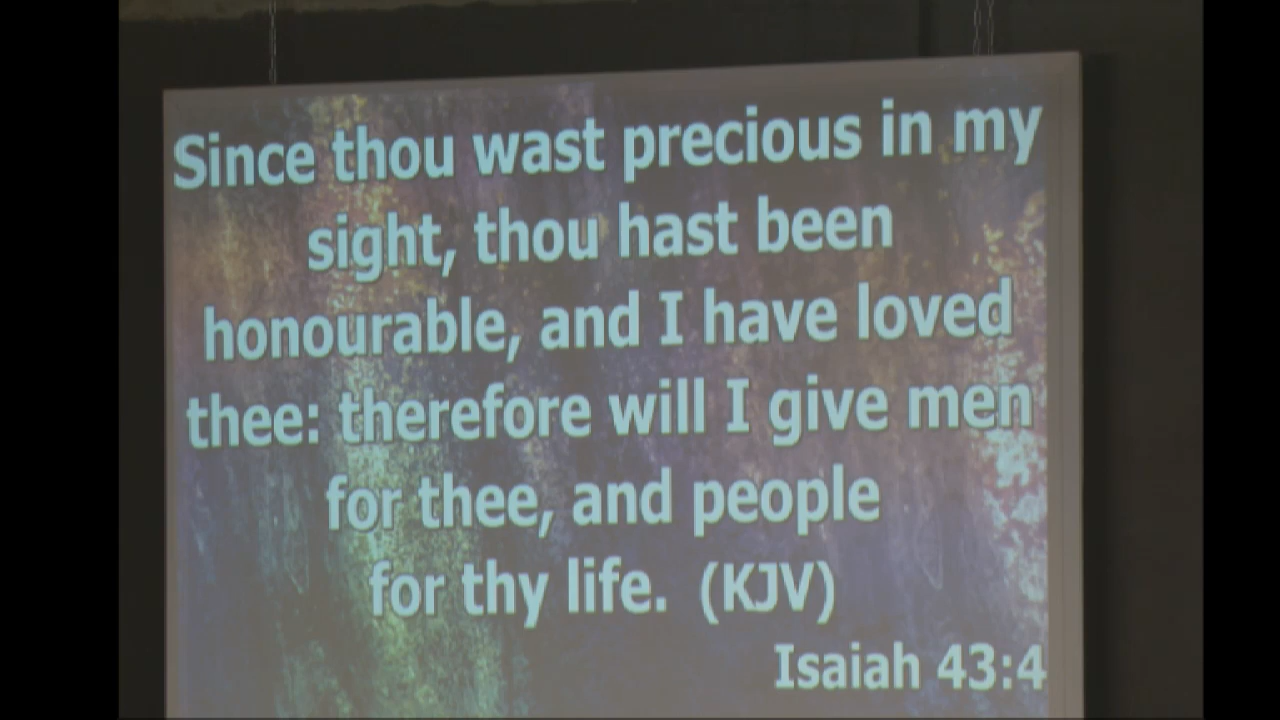 Since thou wast precious in my
sight, thou hast been
honourable, and I have loved
thee: therefore will I give men
for thee, and people
for thy life. (KJV)
Isaiah 43:4